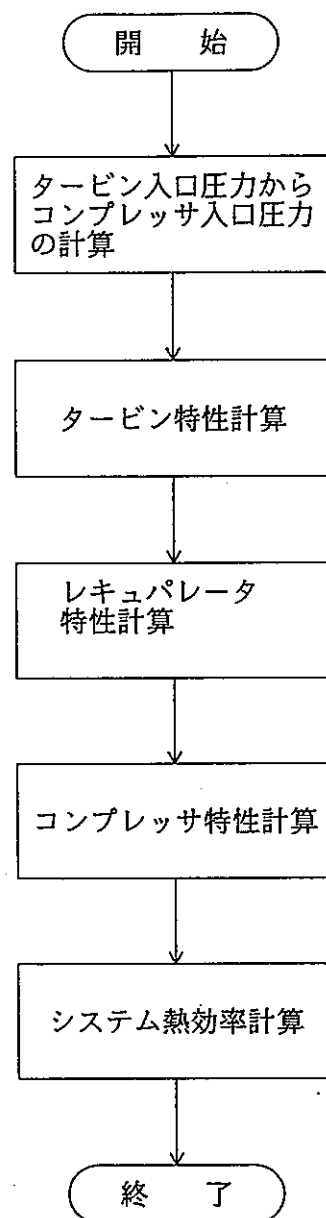 開 始
タービン入口圧力から
コンプレッサ入口圧力
の計算
タービン特性計算
レキュパレータ
特性計算
コンプレッサ特性計算
システム熱効率計算
終 了